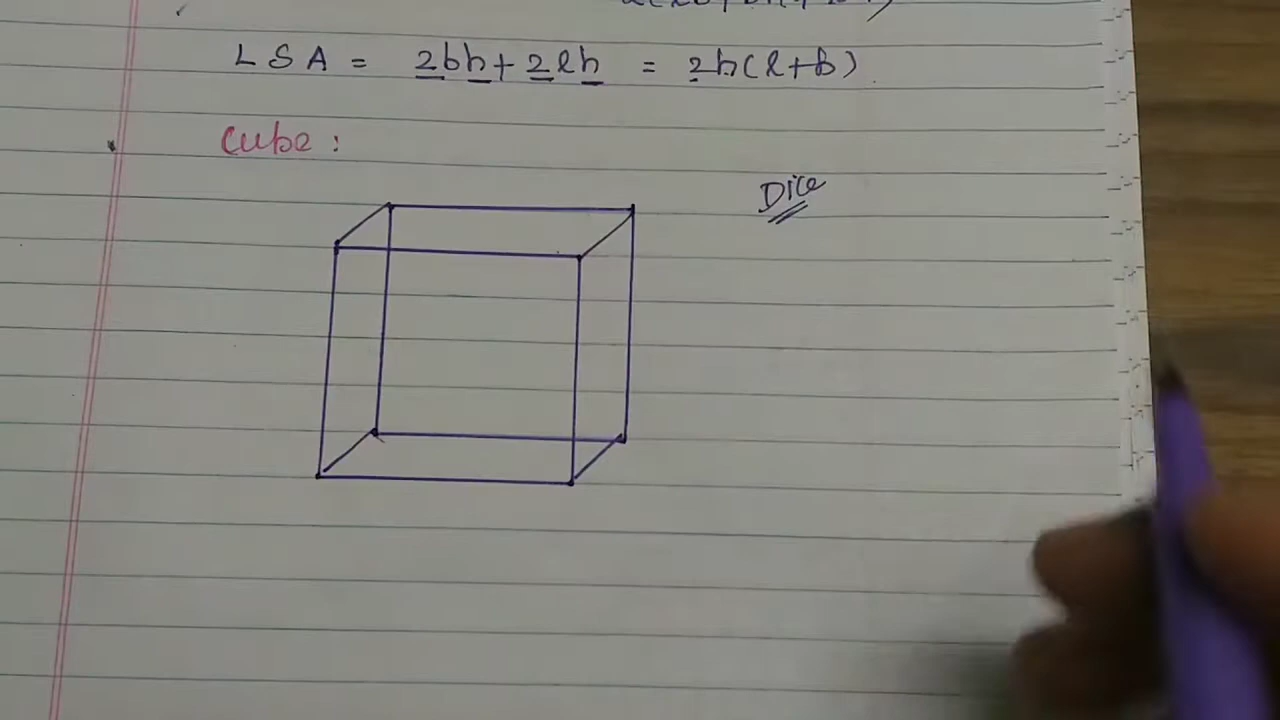 LSA = 2bh + 2lh = 2h(l+b)
Cube :
Dice